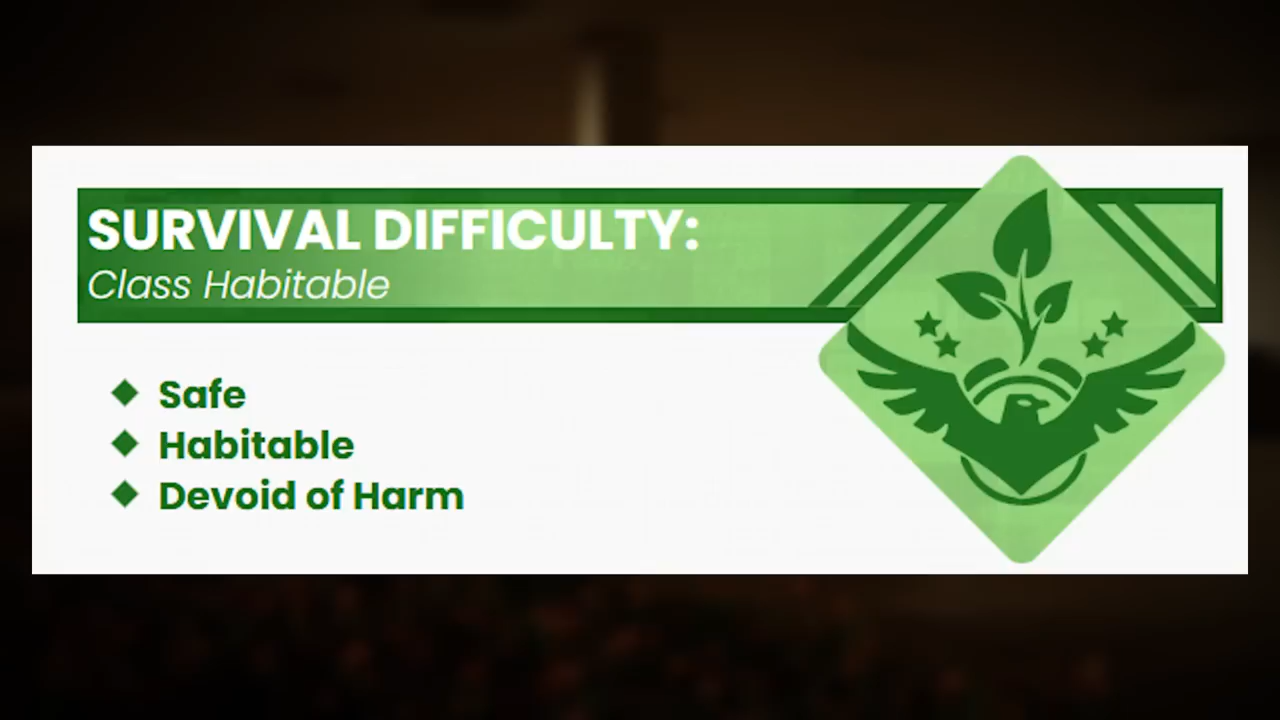 SURVIVAL DIFFICULTY:
Class Habitable
Safe
Habitable
Devoid of Harm